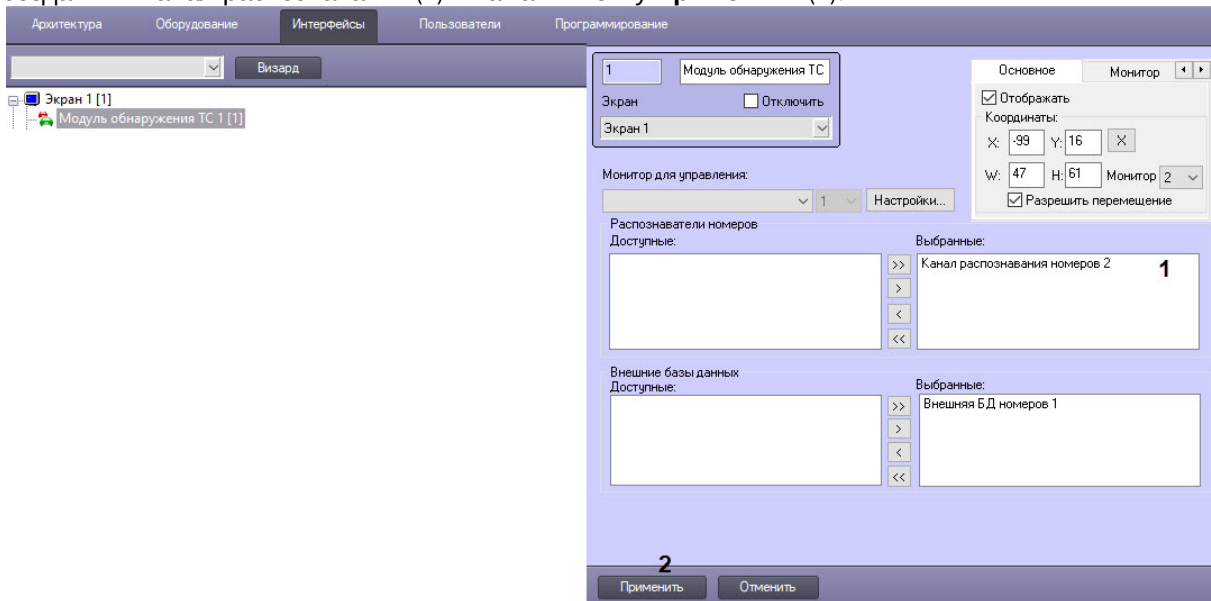 Архитектура Оборудование Интерфейсы Пользователи Программирование
Визард
Экран 1 [1]
Модуль обнаружения ТС 1 [1]
1 Модуль обнаружения ТС
Экран Отключить
Экран 1
Основное Монитор
Отображать
Координаты:
X: -99 Y: 16 X
W: 47 H: 61 Монитор 2
Разрешить перемещение
Монитор для управления:
1 Настройки...
Распознаватели номеров
Доступные: Выбранные:
>> Канал распознавания номеров 2 1
>
<
<<
Внешние базы данных
Доступные: Выбранные:
>> Внешняя БД номеров 1
>
<
<<
2
Применить Отменить